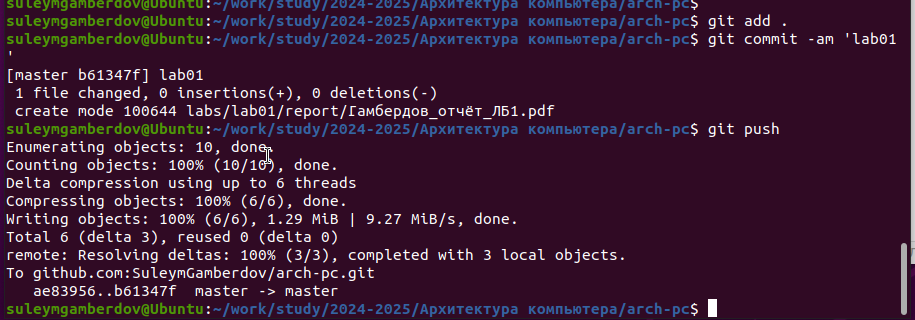 suleymgamberdov@Ubuntu:~/work/study/2024-2025/Архитектура компьютера/arch-pc$
suleymgamberdov@Ubuntu:~/work/study/2024-2025/Архитектура компьютера/arch-pc$ git add .
suleymgamberdov@Ubuntu:~/work/study/2024-2025/Архитектура компьютера/arch-pc$ git commit -am 'lab01
'
[master b61347f] lab01
 1 file changed, 0 insertions(+), 0 deletions(-)
 create mode 100644 labs/lab01/report/Гамбердов_отчёт_ЛБ1.pdf
suleymgamberdov@Ubuntu:~/work/study/2024-2025/Архитектура компьютера/arch-pc$ git push
Enumerating objects: 10, done.
Counting objects: 100% (10/10), done.
Delta compression using up to 6 threads
Compressing objects: 100% (6/6), done.
Writing objects: 100% (6/6), 1.29 MiB | 9.27 MiB/s, done.
Total 6 (delta 3), reused 0 (delta 0)
remote: Resolving deltas: 100% (3/3), completed with 3 local objects.
To github.com:SuleymGamberdov/arch-pc.git
   ae83956..b61347f  master -> master
suleymgamberdov@Ubuntu:~/work/study/2024-2025/Архитектура компьютера/arch-pc$